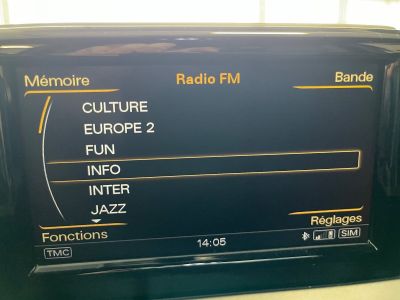 Mémoire Radio FM Bande
CULTURE
EUROPE 2
FUN
INFO
INTER
JAZZ
Réglages
Fonctions
TMC 14:05 SIM